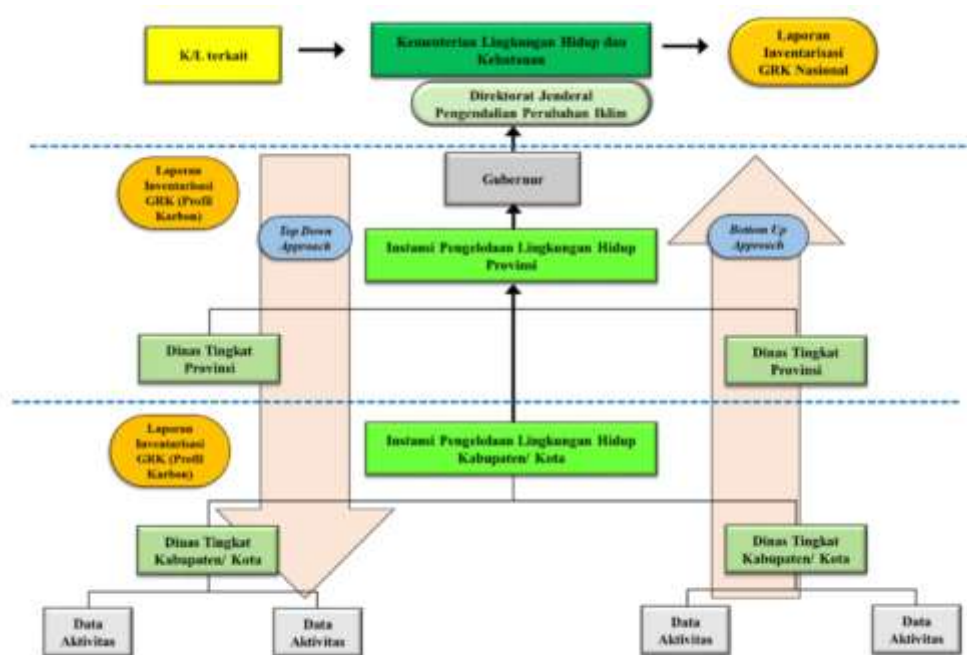 K/L terkait
Kementerian Lingkungan Hidup dan
Kehutanan
Laporan
Inventarisasi
GRK Nasional
Direktorat Jenderal
Pengendalian Perubahan Iklim
Laporan
Inventarisasi
GRK (Profil
Karbon)
Gubernur
Top Down
Approach
Bottom Up
Approach
Instansi Pengelolaan Lingkungan Hidup
Provinsi
Dinas Tingkat
Provinsi
Dinas Tingkat
Provinsi
Laporan
Inventarisasi
GRK (Profil
Karbon)
Instansi Pengelolaan Lingkungan Hidup
Kabupaten/ Kota
Dinas Tingkat
Kabupaten/ Kota
Dinas Tingkat
Kabupaten/ Kota
Data
Aktivitas
Data
Aktivitas
Data
Aktivitas
Data
Aktivitas